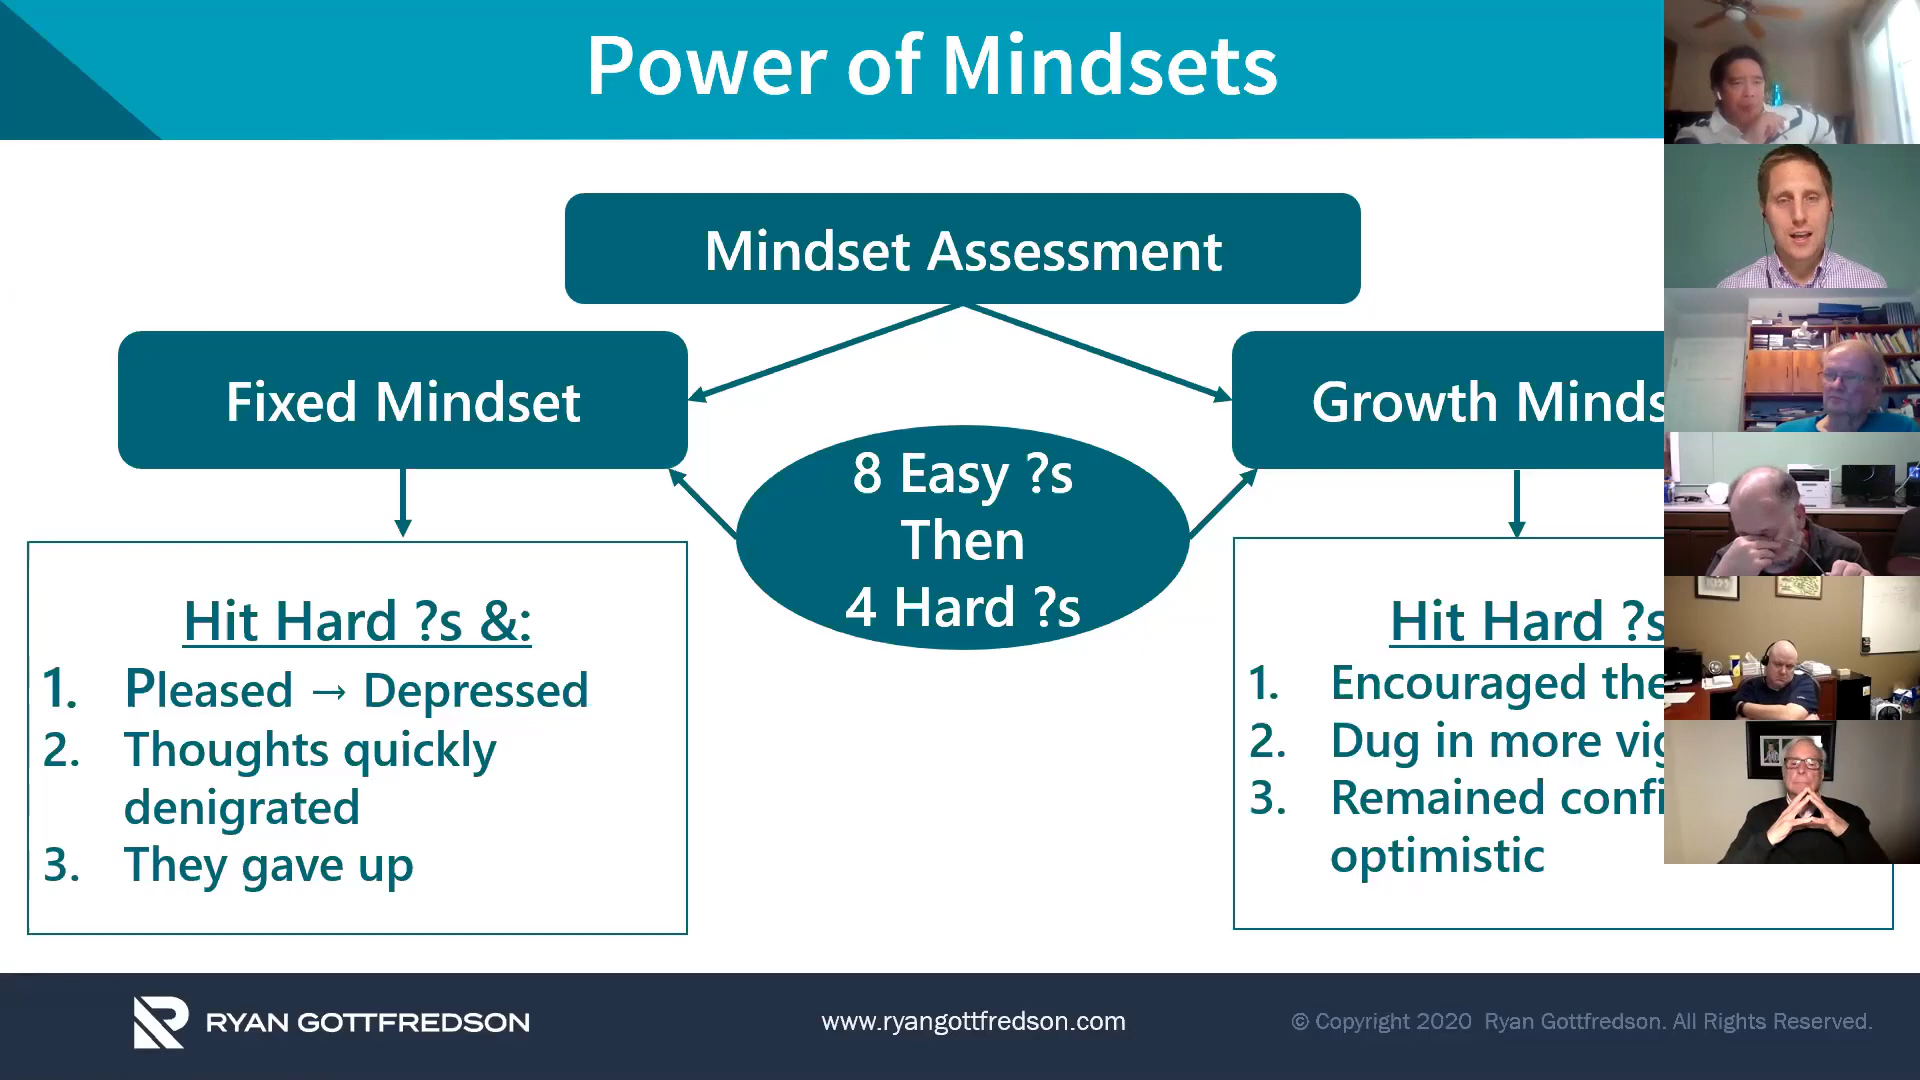 Power of Mindsets
Mindset Assessment
Fixed Mindset
Growth Minds
8 Easy ?s
Then
4 Hard ?s
Hit Hard ?s &:
1. Pleased → Depressed
2. Thoughts quickly
denigrated
3. They gave up
Hit Hard ?s
1. Encouraged the
2. Dug in more vig
3. Remained confi
optimistic
RYAN GOTTFREDSON
www.ryangottfredson.com
© Copyright 2020 Ryan Gottfredson. All Rights Reserved.